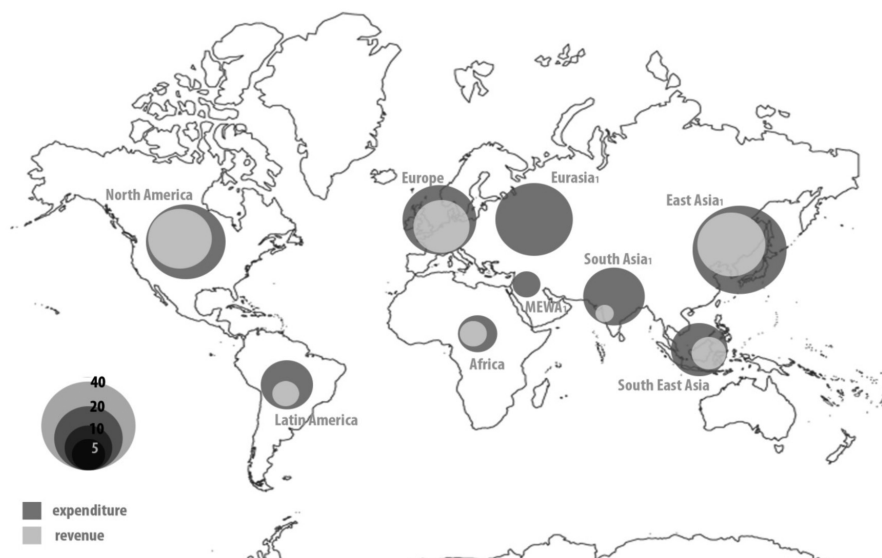 North America
Europe
Eurasia1
East Asia1
South Asia1
MEWA1
Africa
South East Asia
Latin America
40
20
10
5
expenditure
revenue